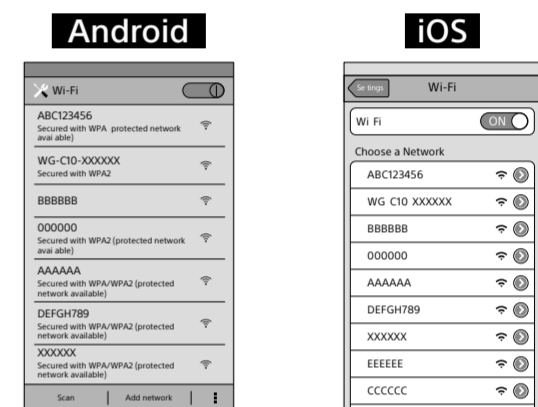 Android
Wi-Fi
ABC123456
Secured with WPA protected network
avai able)
WG-C10-XXXXXX
Secured with WPA2
BBBBBB
000000
Secured with WPA2 (protected network
avai able)
AAAAAA
Secured with WPA/WPA2 (protected
network available)
DEFGH789
Secured with WPA/WPA2 (protected
network available)
XXXXXX
Secured with WPA/WPA2 (protected
network available)
Scan
Add network
iOS
Se tings
Wi-Fi
Wi Fi
ON
Choose a Network
ABC123456
WG C10 XXXXXX
BBBBBB
000000
AAAAAA
DEFGH789
XXXXXX
EEEEEE
CCCCCC